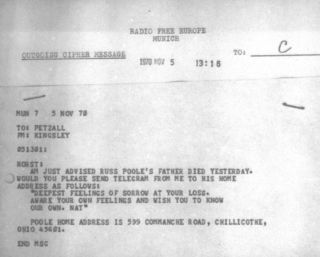 RADIO FREE EUROPE
MUNICH
OUTGOING CIPHER MESSAGE
TO: C
1970 NOV 5 13:16
MUN 7 5 NOV 70
TO: PETZALL
FM: KINGSLEY
051301:
HORST:
AM JUST ADVISED RUSS POOLE'S FATHER DIED YESTERDAY.
WOULD YOU PLEASE SEND TELEGRAM FROM ME TO HIS HOME
ADDRESS AS FOLLOWS:
"DEEPEST FEELINGS OF SORROW AT YOUR LOSS.
AWARE YOUR OWN FEELINGS AND WISH YOU TO KNOW
OUR OWN. NAT"
POOLE HOME ADDRESS IS 599 COMMANCHE ROAD, CHILLICOTHE,
OHIO 45601.
END MSG